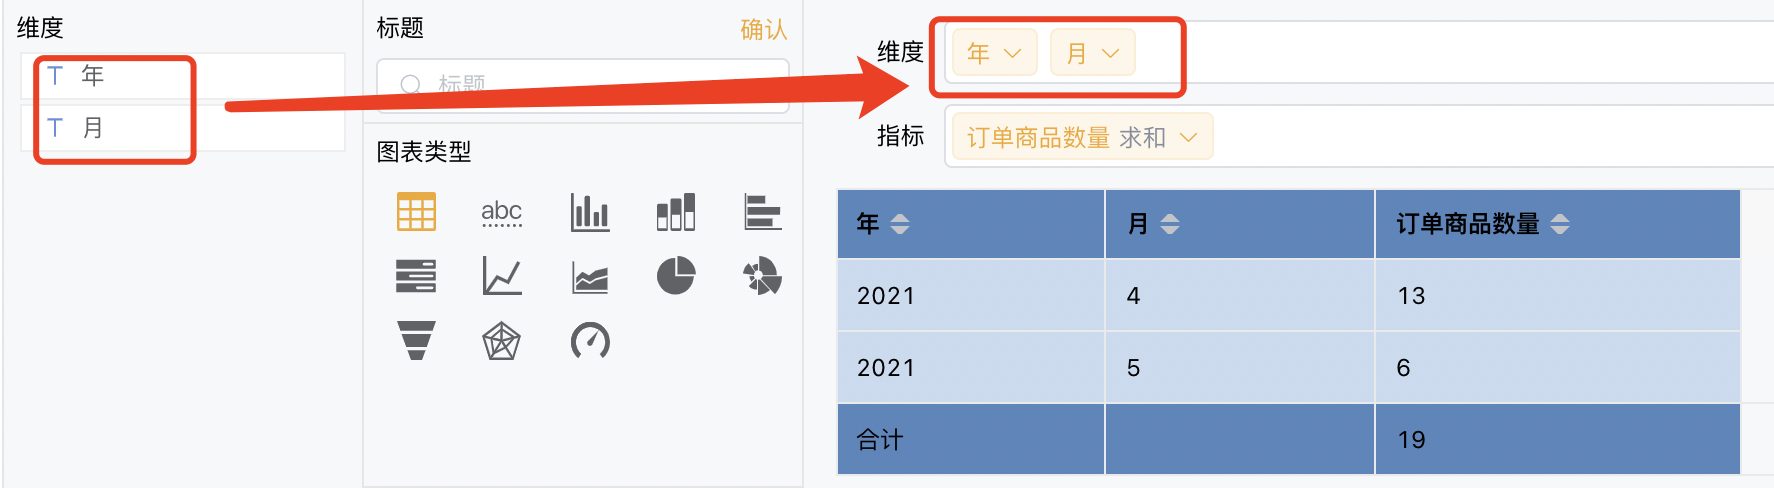 维度
T 年
T 月
标题
确认
标题
图表类型
abc
维度
年
月
指标
订单商品数量 求和
年 月 订单商品数量
2021 4 13
2021 5 6
合计 19